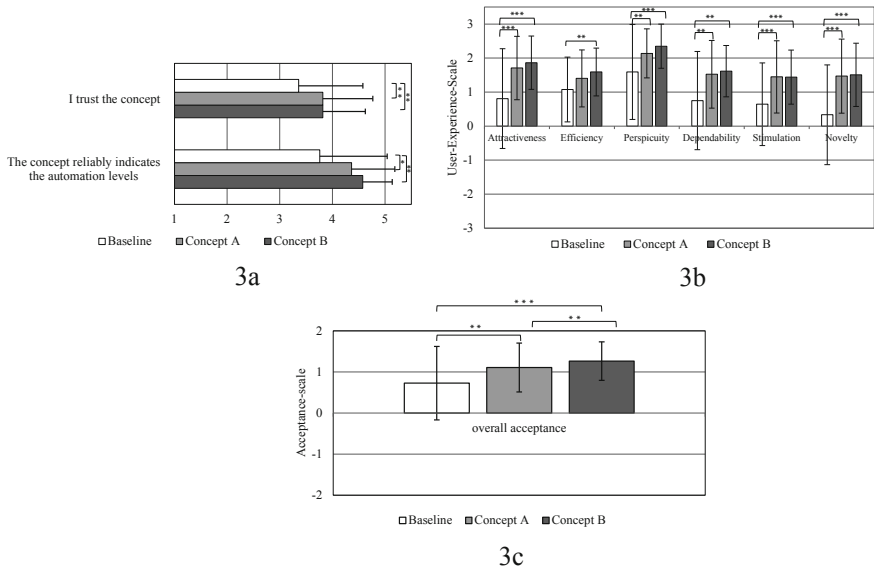 I trust the concept
* *
* *
The concept reliably indicates
the automation levels
*
* *
1 2 3 4 5
Baseline Concept A Concept B
3a
User-Experience-Scale
3
2
1
0
-1
-2
-3
***
***
**
***
**
**
**
***
***
***
***
Attractiveness Efficiency Perspicuity Dependability Stimulation Novelty
Baseline Concept A Concept B
3b
Acceptance-scale
2
1
0
-1
-2
* * *
* *
* *
overall acceptance
Baseline Concept A Concept B
3c